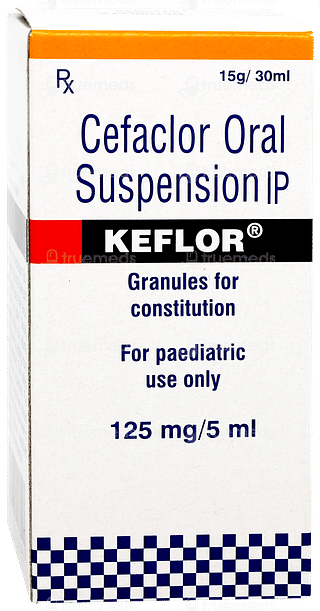 Rx
15g/ 30ml
Cefaclor Oral
Suspension IP
KEFLOR®
truemeds
Granules for
constitution
For paediatric
use only
125 mg/5 ml